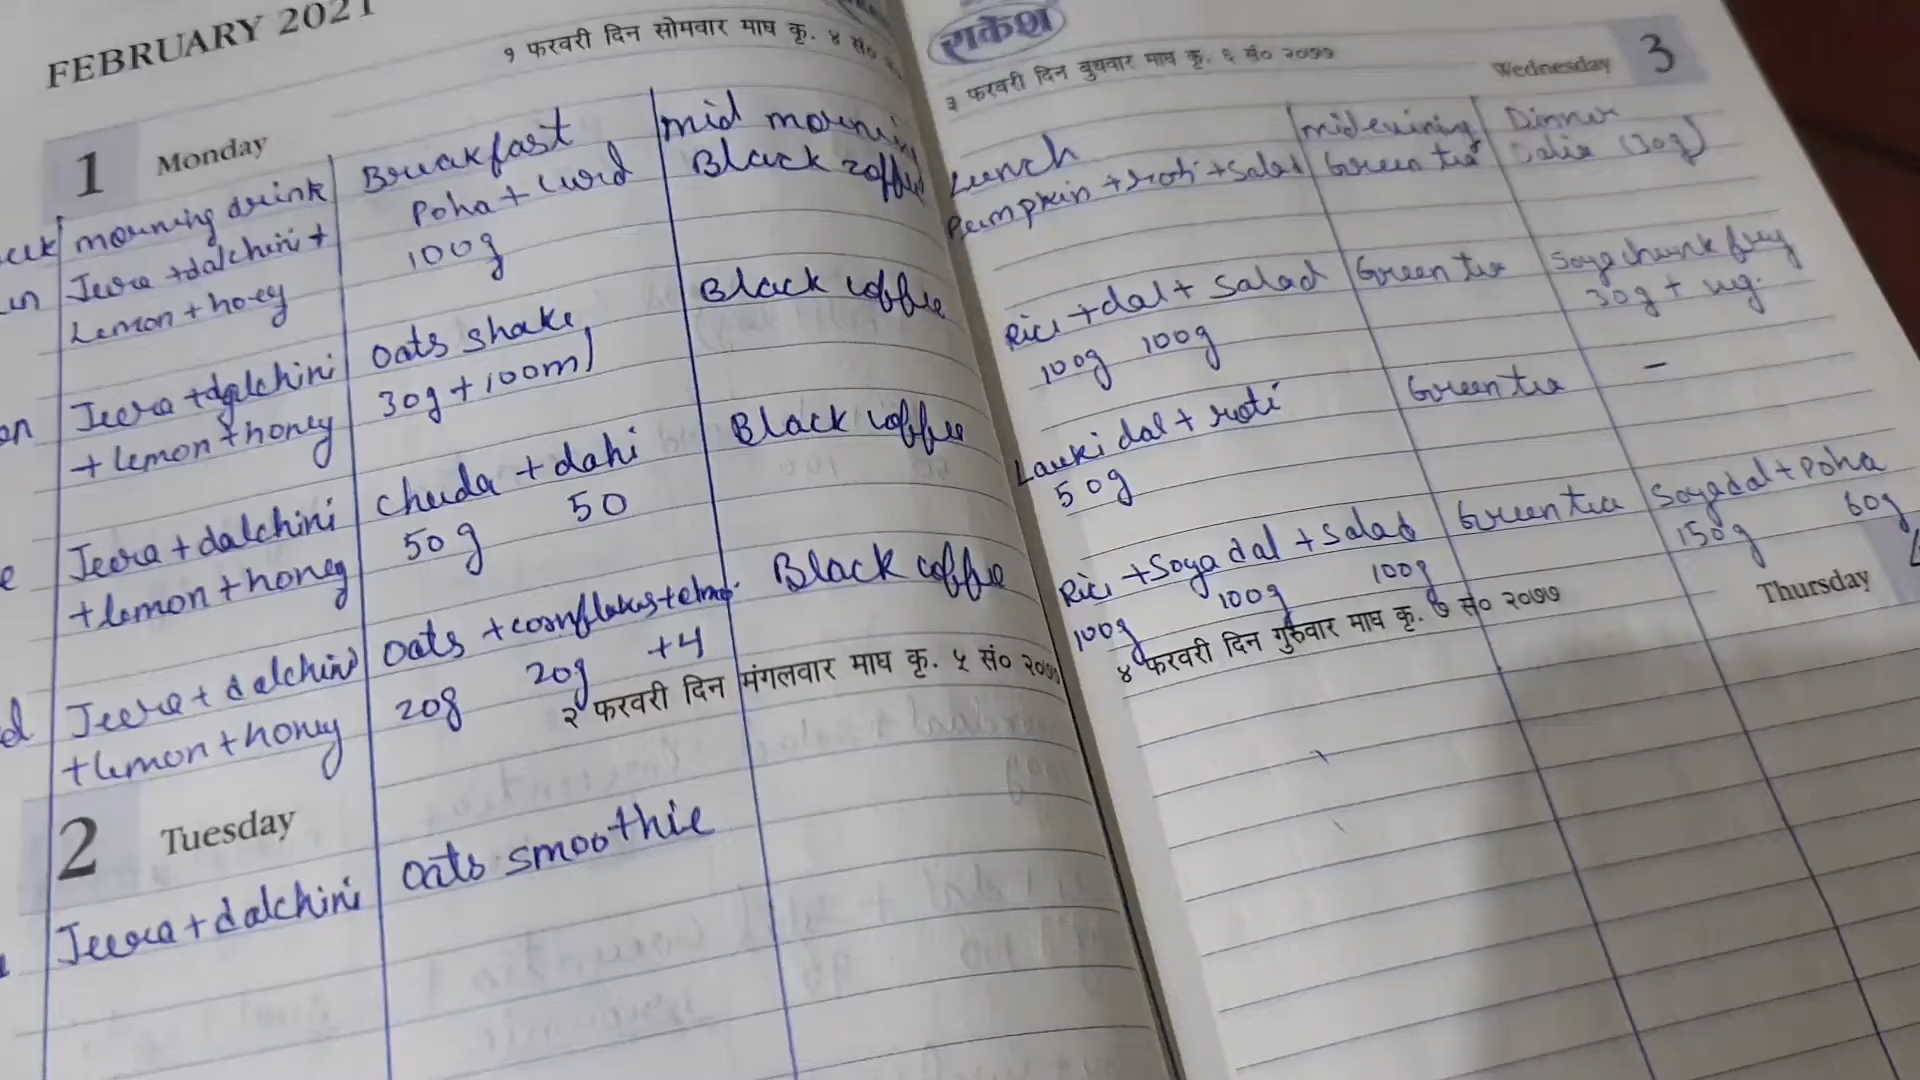 FEBRUARY 2021
१ फरवरी दिन सोमवार माघ कृ. ४ सं०
1 Monday
morning drink
Breakfast
mid morning
Jeera + dalchini +
Lemon + honey
Poha + curd
100g
Black coffee
Jeera + dalchini
+ lemon + honey
oats shake
30g + 100ml
Black coffee
Jeera + dalchini
+ lemon + honey
chuda + dahi
50g 50
Black coffee
Jeera + dalchini
+ lemon + honey
oats + cornflakes +
20g 20g +4
Black coffee
२ फरवरी दिन मंगलवार माघ कृ. ५ सं० २०७७
2 Tuesday
Jeera + dalchini
oats smoothie
राकेश
३ फरवरी दिन बुधवार माघ कृ. ६ सं० २०७७
Wednesday 3
Lunch
mid evining
Dinner
Pumpkin + roti + Salad
Green tea
(30g)
Rice + dal + Salad
100g 100g
Green tea
Soya chunk frey
30g + veg.
Lauki dal + roti
50g
Green tea
-
Rice + Soya dal + salad
100g 100g 100g
Green tea
Soya dal + Poha
150g 60g
४ फरवरी दिन गुरुवार माघ कृ. ७ सं० २०७७
Thursday